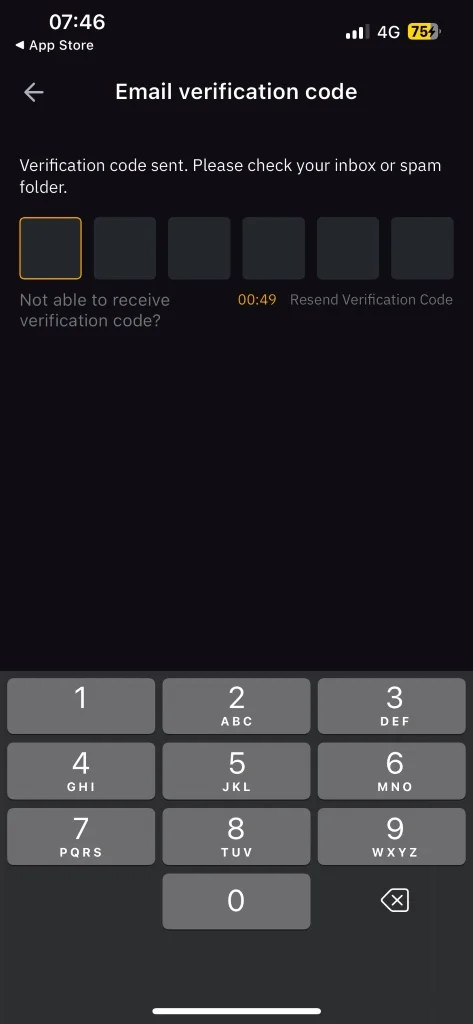 07:46
4G
75
◀ App Store
Email verification code
Verification code sent. Please check your inbox or spam
folder.
Not able to receive
verification code?
00:49
Resend Verification Code
1
2
ABC
3
DEF
4
GHI
5
JKL
6
MNO
7
PQRS
8
TUV
9
WXYZ
0